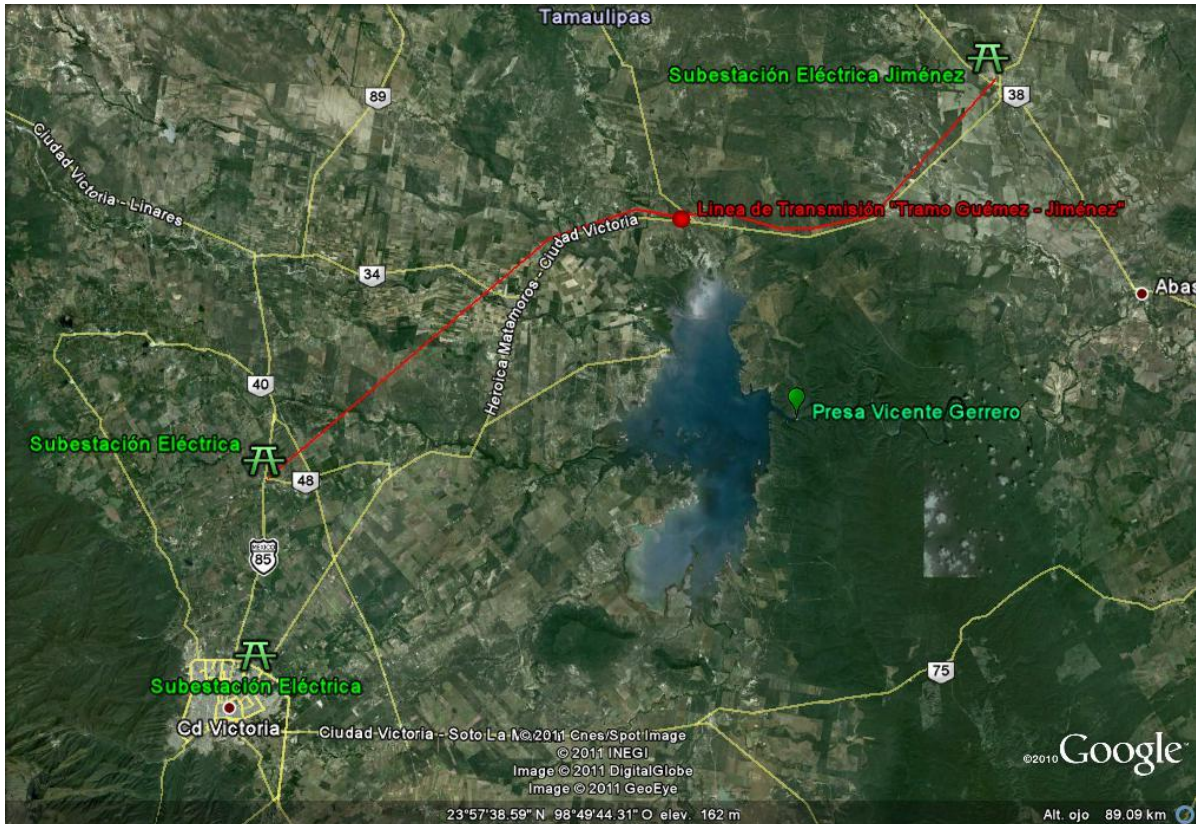 Tamaulipas
Subestación Eléctrica Jiménez
89
38
Ciudad Victoria - Linares
Linea de Transmisión "Tramo Guémez - Jiménez"
Heroica Matamoros - Ciudad Victoria
34
Abas
40
Presa Vicente Gerrero
Subestación Eléctrica
48
MEXICO
85
Subestación Eléctrica
75
Cd Victoria
Ciudad Victoria - Soto La M
© 2011 Cnes/Spot Image
© 2011 INEGI
Image © 2011 DigitalGlobe
Image © 2011 GeoEye
©2010 Google
23°57'38.59" N 98°49'44.31" O elev. 162 m
Alt. ojo 89.09 km